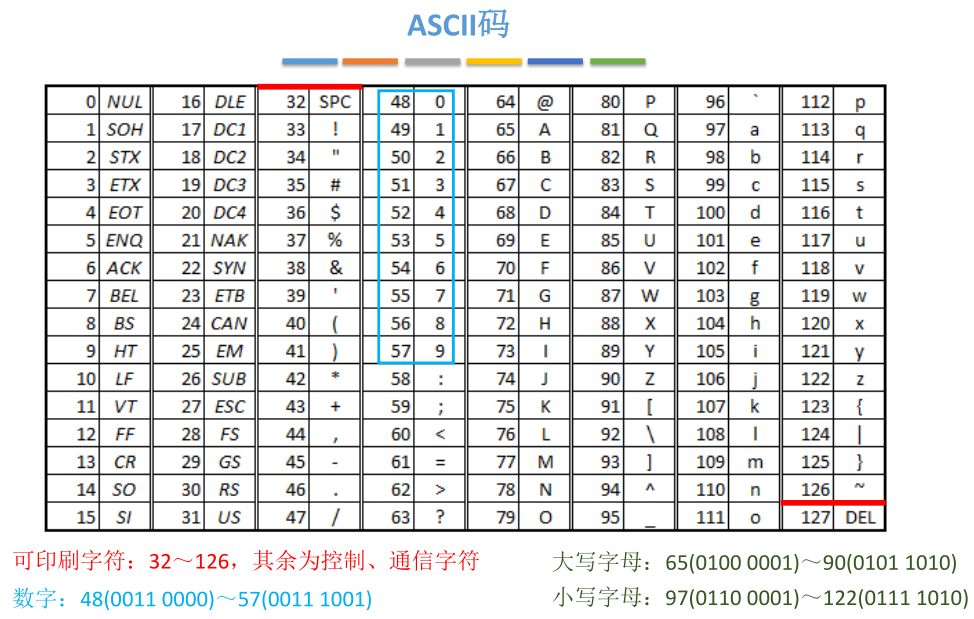 ASCII码
0 NUL 16 DLE 32 SPC 48 0 64 @ 80 P 96 ` 112 p
1 SOH 17 DC1 33 ! 49 1 65 A 81 Q 97 a 113 q
2 STX 18 DC2 34 " 50 2 66 B 82 R 98 b 114 r
3 ETX 19 DC3 35 # 51 3 67 C 83 S 99 c 115 s
4 EOT 20 DC4 36 $ 52 4 68 D 84 T 100 d 116 t
5 ENQ 21 NAK 37 % 53 5 69 E 85 U 101 e 117 u
6 ACK 22 SYN 38 & 54 6 70 F 86 V 102 f 118 v
7 BEL 23 ETB 39 ' 55 7 71 G 87 W 103 g 119 w
8 BS 24 CAN 40 ( 56 8 72 H 88 X 104 h 120 x
9 HT 25 EM 41 ) 57 9 73 I 89 Y 105 i 121 y
10 LF 26 SUB 42 * 58 : 74 J 90 Z 106 j 122 z
11 VT 27 ESC 43 + 59 ; 75 K 91 [ 107 k 123 {
12 FF 28 FS 44 , 60 < 76 L 92 \ 108 l 124 |
13 CR 29 GS 45 - 61 = 77 M 93 ] 109 m 125 }
14 SO 30 RS 46 . 62 > 78 N 94 ^ 110 n 126 ~
15 SI 31 US 47 / 63 ? 79 O 95 _ 111 o 127 DEL
可印刷字符：32～126，其余为控制、通信字符
数字：48(0011 0000)～57(0011 1001)
大写字母：65(0100 0001)～90(0101 1010)
小写字母：97(0110 0001)～122(0111 1010)